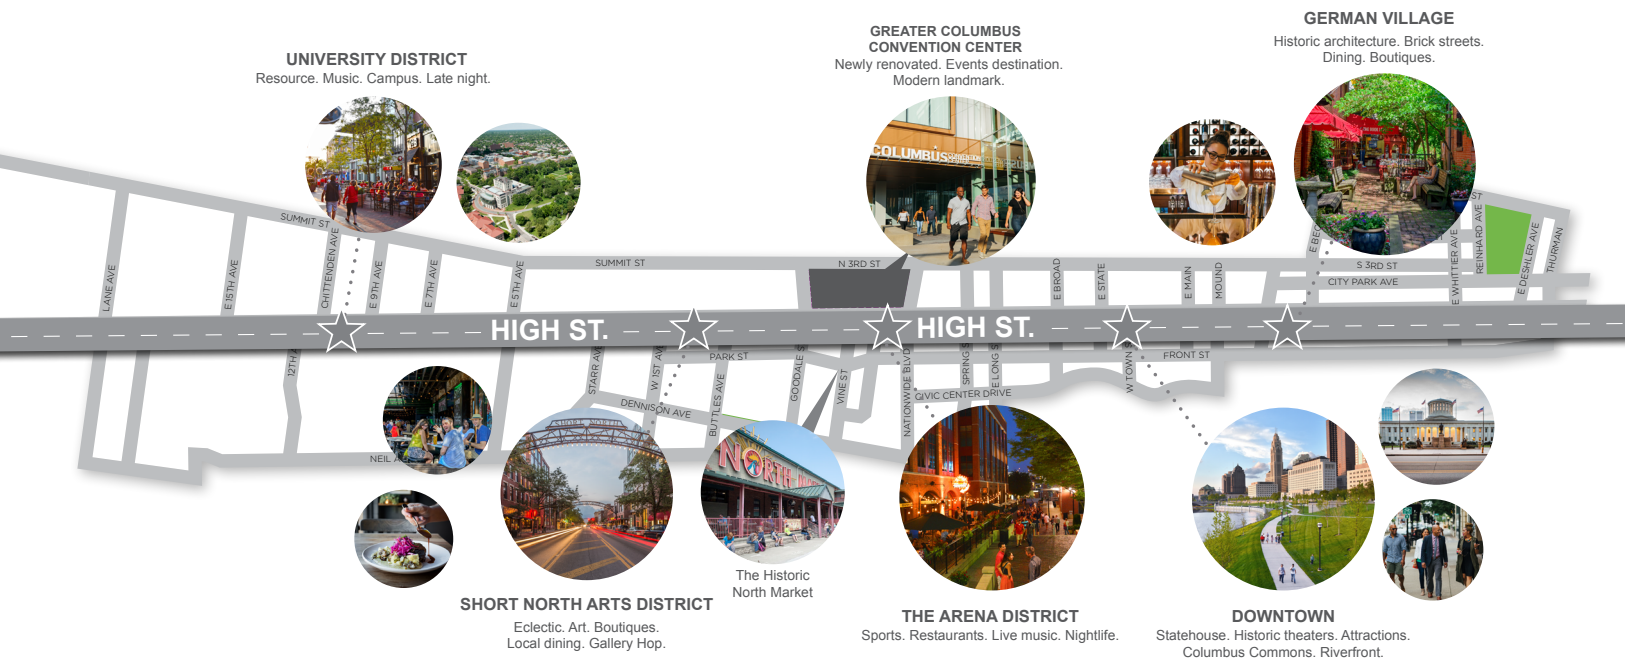 UNIVERSITY DISTRICT
Resource. Music. Campus. Late night.
GREATER COLUMBUS
CONVENTION CENTER
Newly renovated. Events destination.
Modern landmark.
GERMAN VILLAGE
Historic architecture. Brick streets.
Dining. Boutiques.
COLUMBUS
SUMMIT ST
SUMMIT ST
N 3RD ST
S 3RD ST
CITY PARK AVE
ST
LANE AVE
E 15TH AVE
CHITTENDEN AVE
E 9TH AVE
E 7TH AVE
E 5TH AVE
E BROAD
E STATE
E MAIN
MOUND
E BEC
E WHITTIER AVE
REINHARD AVE
E DESHLER AVE
THURMAN
HIGH ST.
HIGH ST.
12TH A
STARR AV
W 1ST AV
PARK ST
BUTTLES AVE
GOODALE S
VINE ST
NATIONWIDE BLVD
SPRING S
E LONG S
W TOWN S
FRONT ST
CIVIC CENTER DRIVE
DENNISON AVE
NEIL A
NORTH
The Historic
North Market
SHORT NORTH ARTS DISTRICT
Eclectic. Art. Boutiques.
Local dining. Gallery Hop.
THE ARENA DISTRICT
Sports. Restaurants. Live music. Nightlife.
DOWNTOWN
Statehouse. Historic theaters. Attractions.
Columbus Commons. Riverfront.